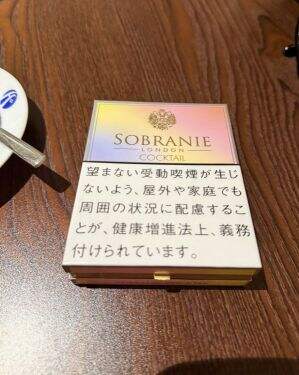 SOBRANIE
LONDON
COCKTAIL
望まない受動喫煙が生じ
ないよう、屋外や家庭でも
周囲の状況に配慮するこ
とが、健康増進法上、義務
付けられています。